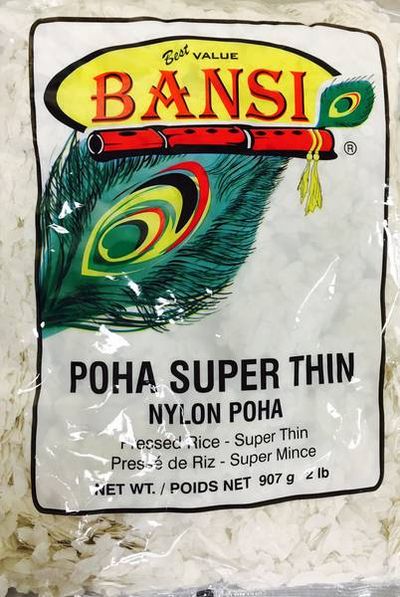 Best VALUE
BANSI
®
POHA SUPER THIN
NYLON POHA
Pressed Rice - Super Thin
Pressé de Riz - Super Mince
NET WT. / POIDS NET 907 g 2 lb